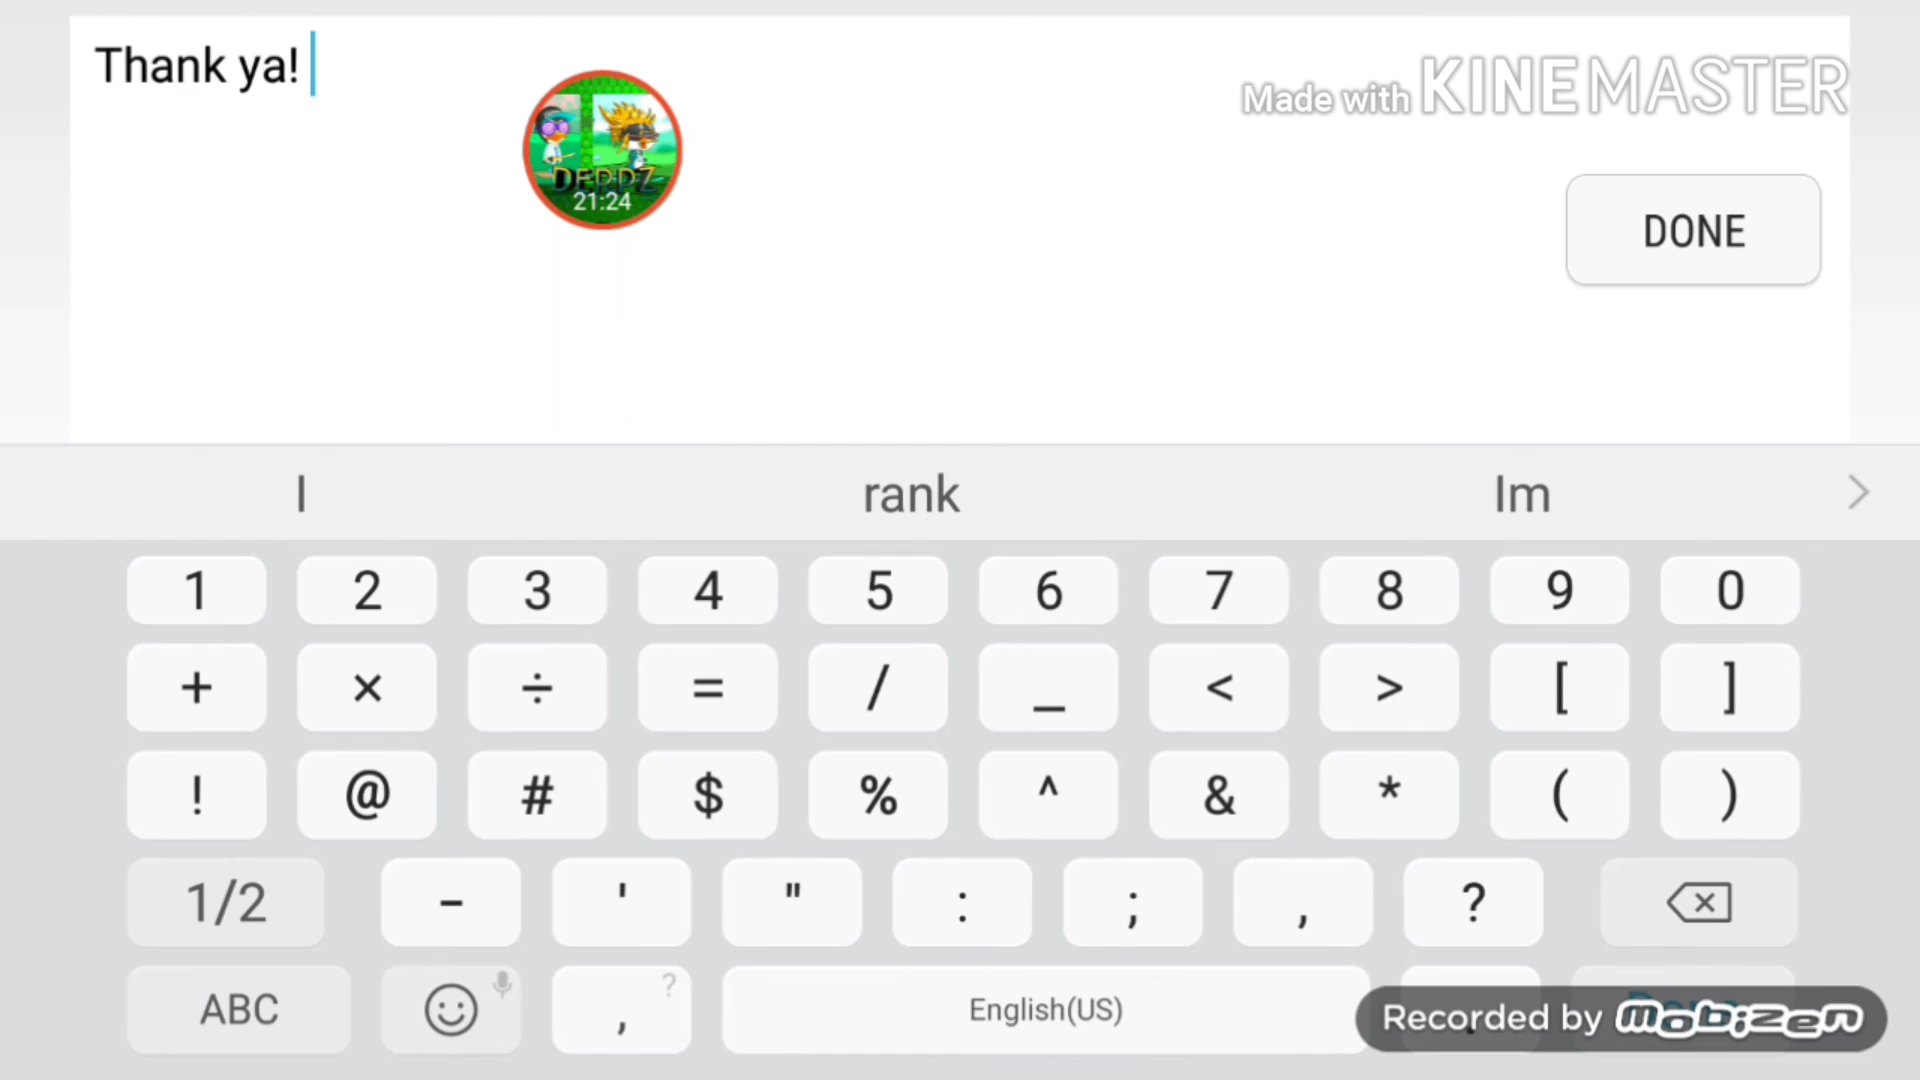 Thank ya!
Made with KINEMASTER
DERPZ
21:24
DONE
I rank Im >
1 2 3 4 5 6 7 8 9 0
+ × ÷ = / _ < > [ ]
! @ # $ % ^ & * ( )
1/2 - ' " : ; , ?
ABC , ? English(US)
Recorded by mobizen